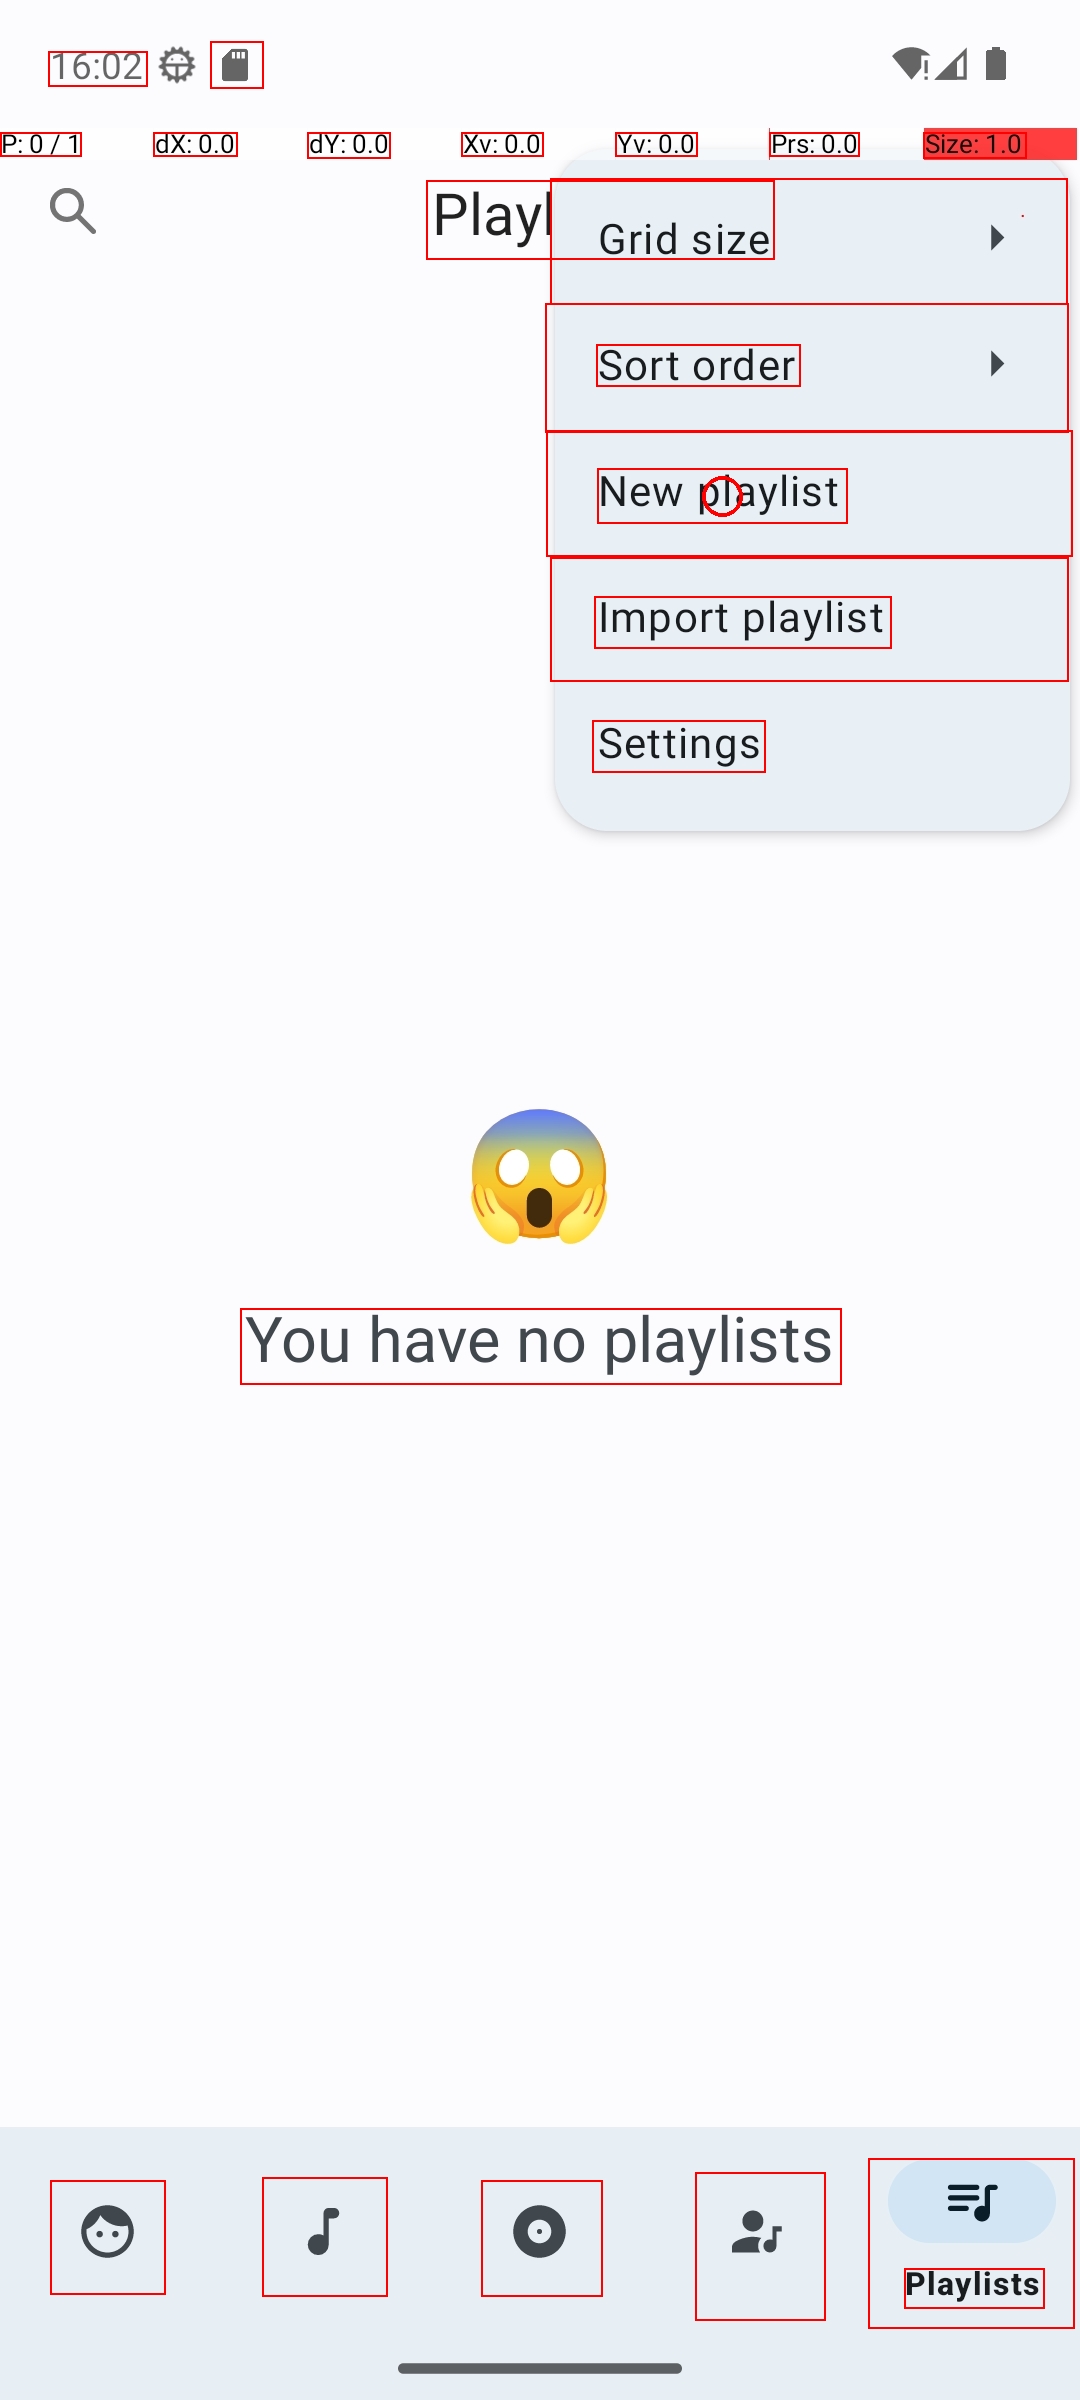 16:02
P: 0 / 1 dX: 0.0 dY: 0.0 Xv: 0.0 Yv: 0.0 Prs: 0.0 Size: 1.0
Playl
Grid size
Sort order
New playlist
Import playlist
Settings
You have no playlists
Playlists